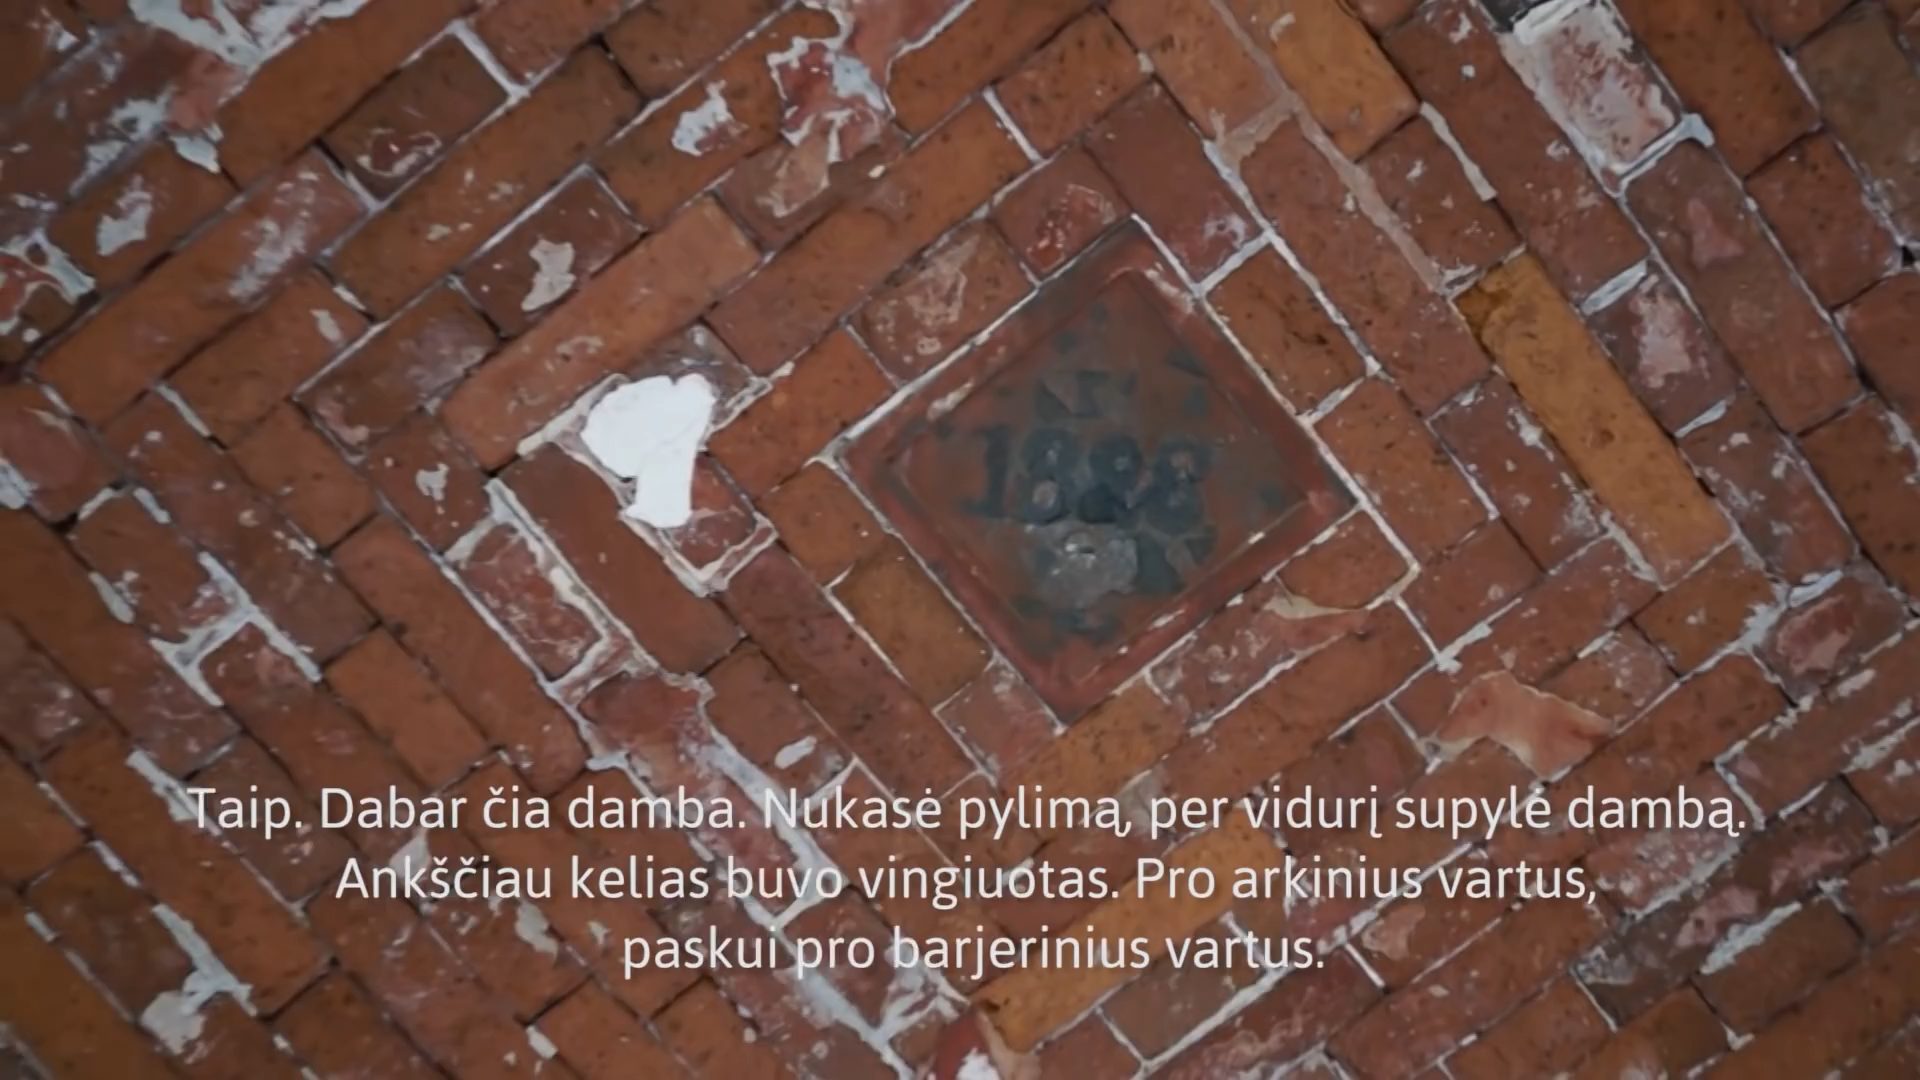 1898
Taip. Dabar čia damba. Nukasė pylimą, per vidurį supylė dambą.
Ankščiau kelias buvo vingiuotas. Pro arkinius vartus,
paskui pro barjerinius vartus.